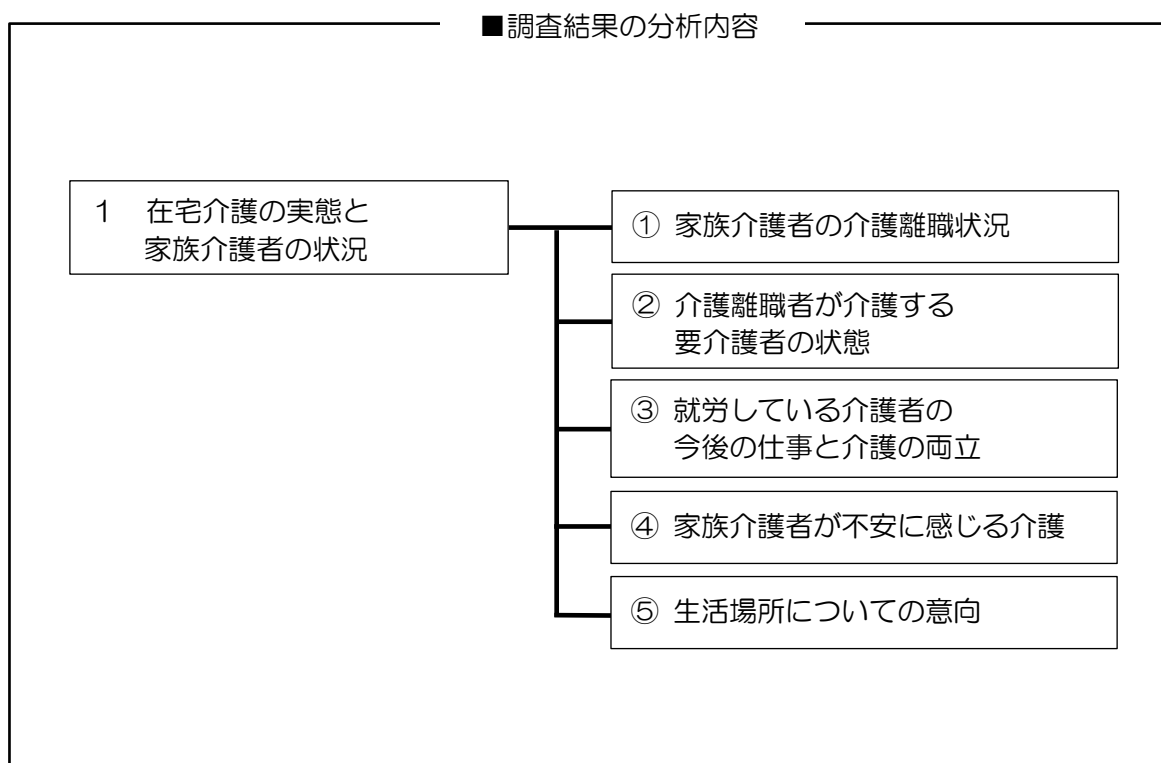 ■調査結果の分析内容
1 在宅介護の実態と
家族介護者の状況
① 家族介護者の介護離職状況
② 介護離職者が介護する
要介護者の状態
③ 就労している介護者の
今後の仕事と介護の両立
④ 家族介護者が不安に感じる介護
⑤ 生活場所についての意向